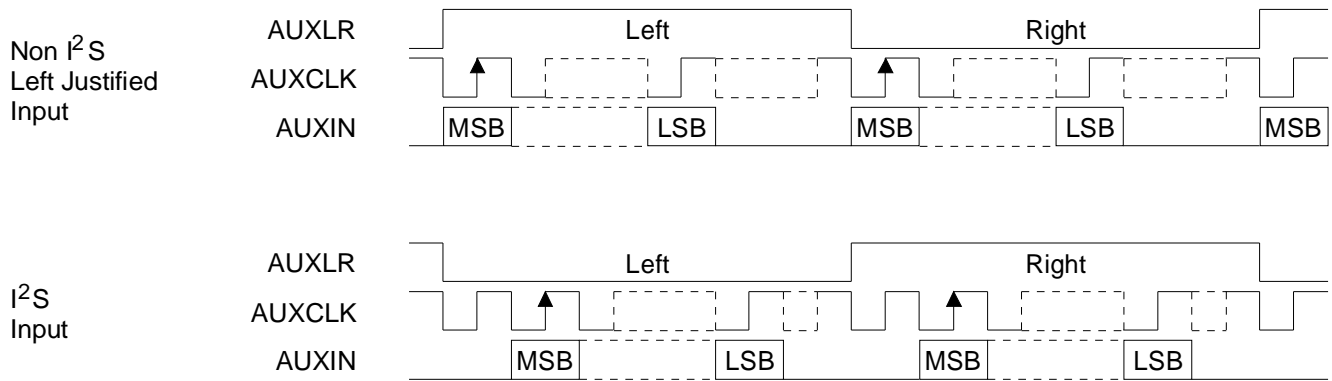 Non I²S
Left Justified
Input
AUXLR Left Right
AUXCLK
AUXIN MSB LSB MSB LSB MSB
I²S
Input
AUXLR Left Right
AUXCLK
AUXIN MSB LSB MSB LSB